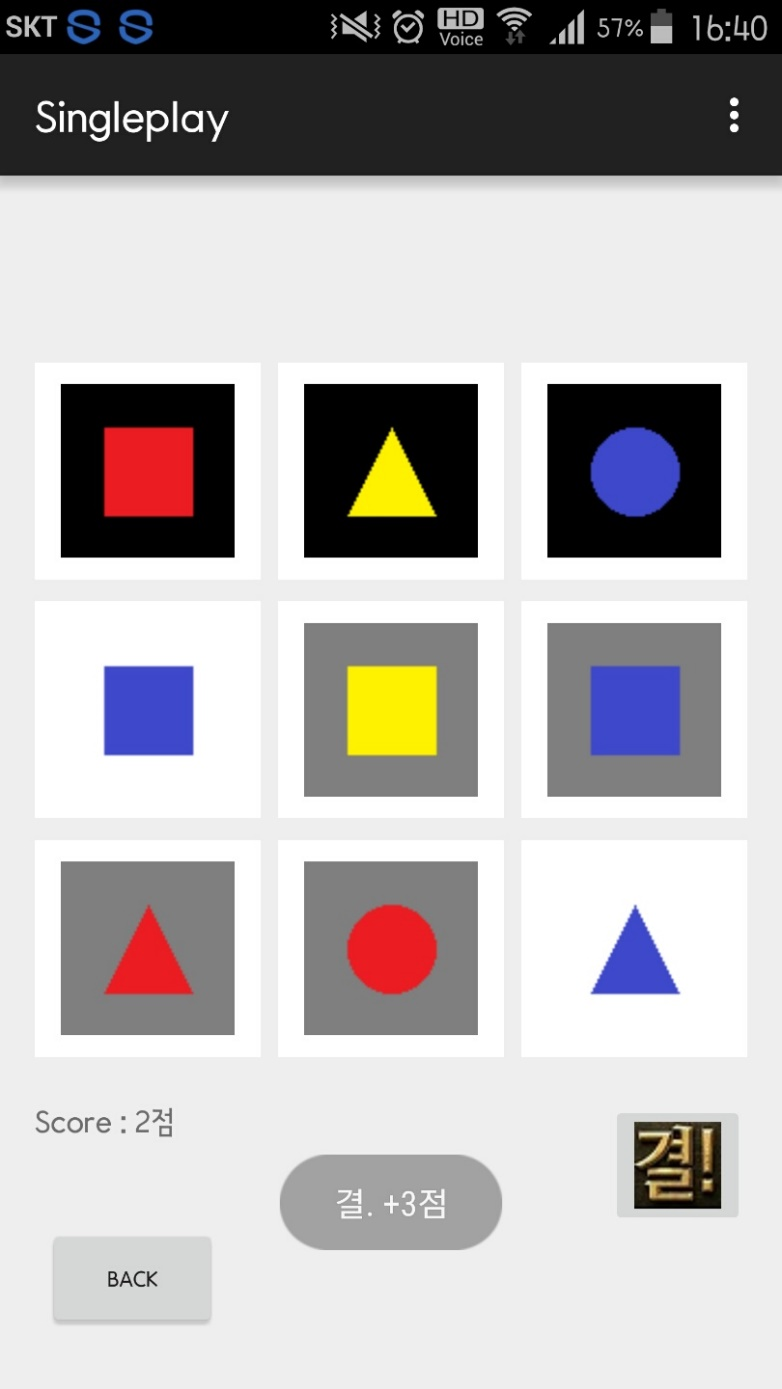 SKT HD Voice 57% 16:40
Singleplay
Score : 2점
결!
결. +3점
BACK